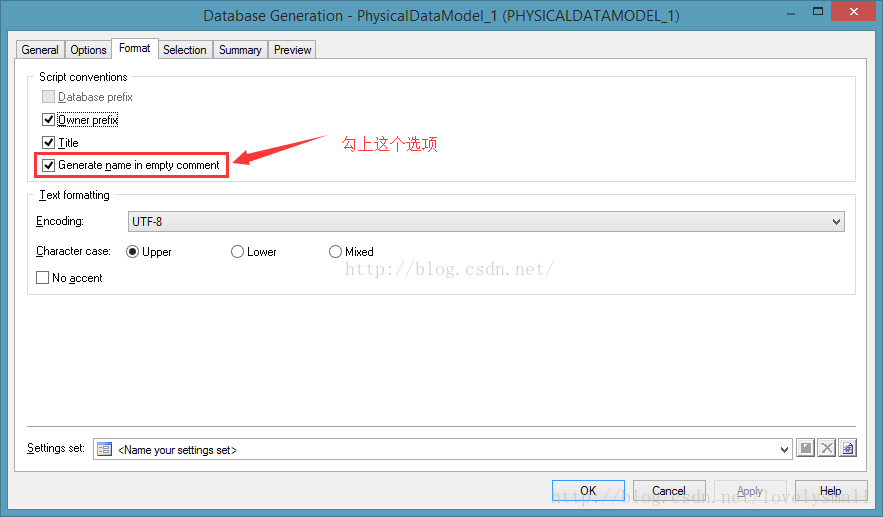 Database Generation - PhysicalDataModel_1 (PHYSICALDATAMODEL_1)
General Options Format Selection Summary Preview
Script conventions
Database prefix
Owner prefix
Title
Generate name in empty comment
勾上这个选项
Text formatting
Encoding: UTF-8
Character case: Upper Lower Mixed
http://blog.csdn.net/
No accent
Settings set: <Name your settings set>
OK Cancel Apply Help
http://blog.csdn.net/lovelysmall